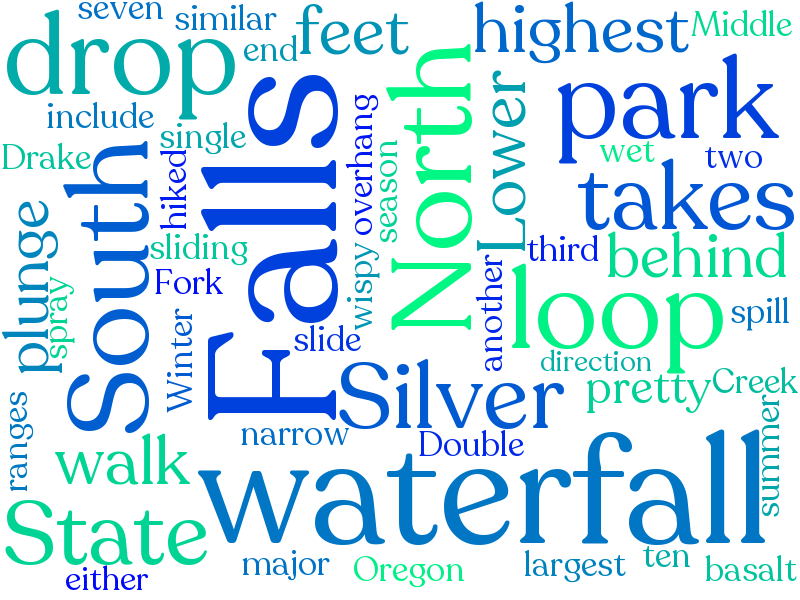 seven
similar
feet
highest
Middle
drop
end
include
single
Drake
South
hiked
Falls
overhang
season
North
Lower
park
wet
two
takes
plunge
spray
sliding
Fork
wispy
third
behind
another
loop
spill
Winter
slide
direction
pretty
Creek
ranges
narrow
Silver
Double
summer
walk
waterfall
State
either
major
Oregon
largest
ten
basalt